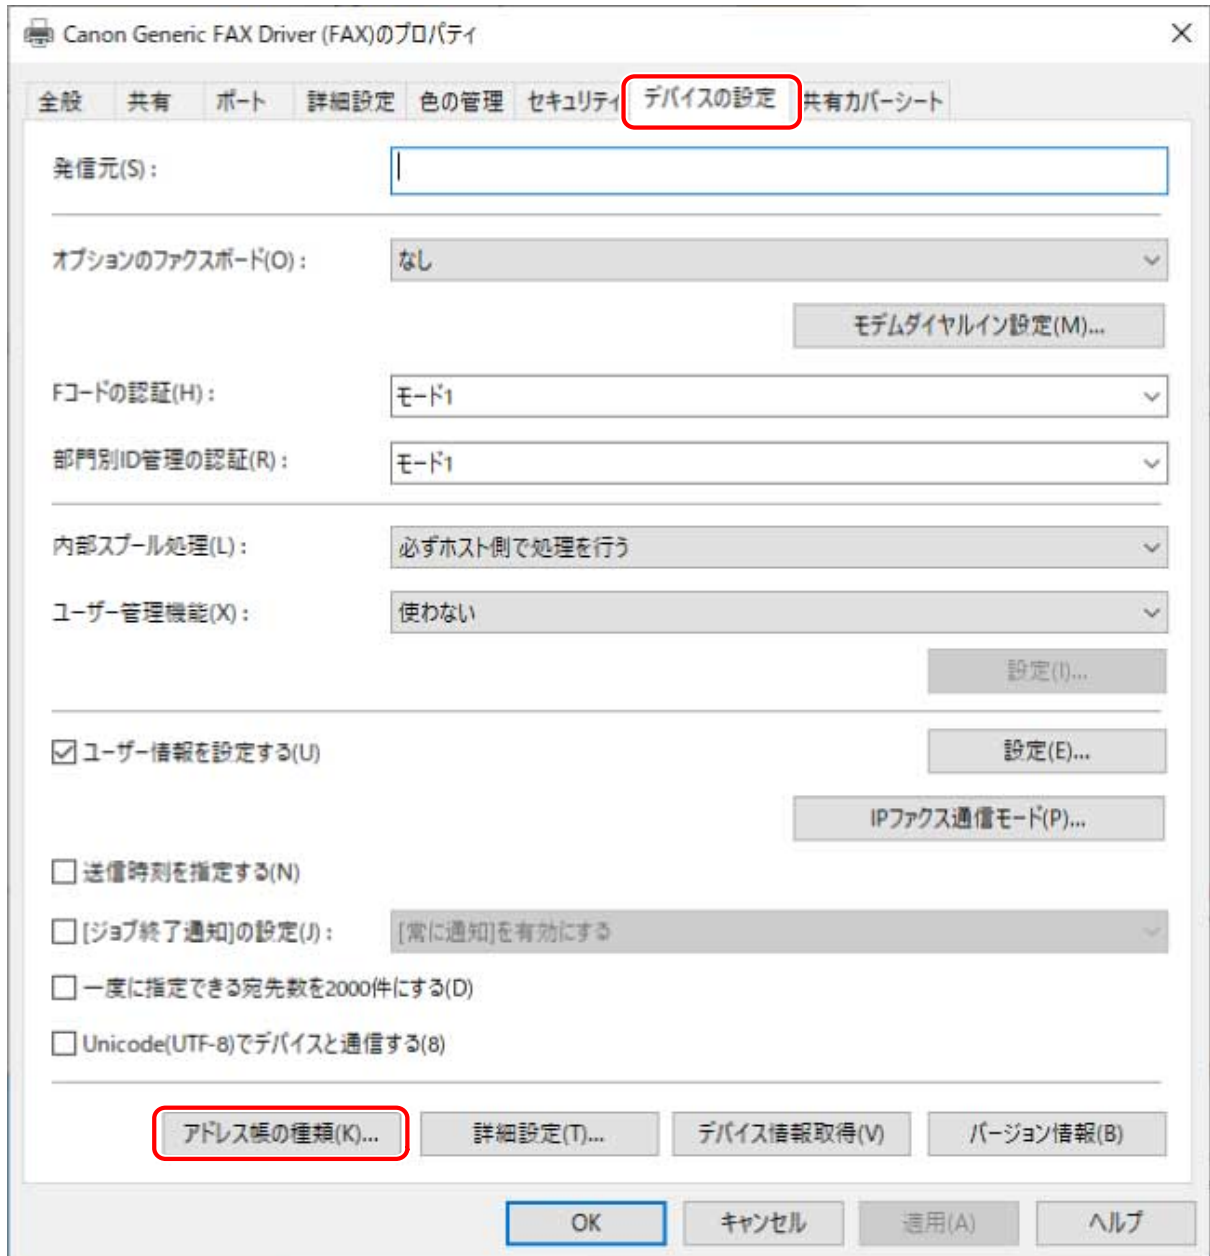 Canon Generic FAX Driver (FAX)のプロパティ
全般 共有 ポート 詳細設定 色の管理 セキュリティ デバイスの設定 共有カバーシート
発信元(S):
オプションのファクスボード(O): なし
モデムダイヤルイン設定(M)...
Fコードの認証(H): モード1
部門別ID管理の認証(R): モード1
内部スプール処理(L): 必ずホスト側で処理を行う
ユーザー管理機能(X): 使わない
設定(I)...
ユーザー情報を設定する(U) 設定(E)...
IPファクス通信モード(P)...
送信時刻を指定する(N)
[ジョブ終了通知]の設定(J): [常に通知]を有効にする
一度に指定できる宛先数を2000件にする(D)
Unicode(UTF-8)でデバイスと通信する(8)
アドレス帳の種類(K)... 詳細設定(T)... デバイス情報取得(V) バージョン情報(B)
OK キャンセル 適用(A) ヘルプ